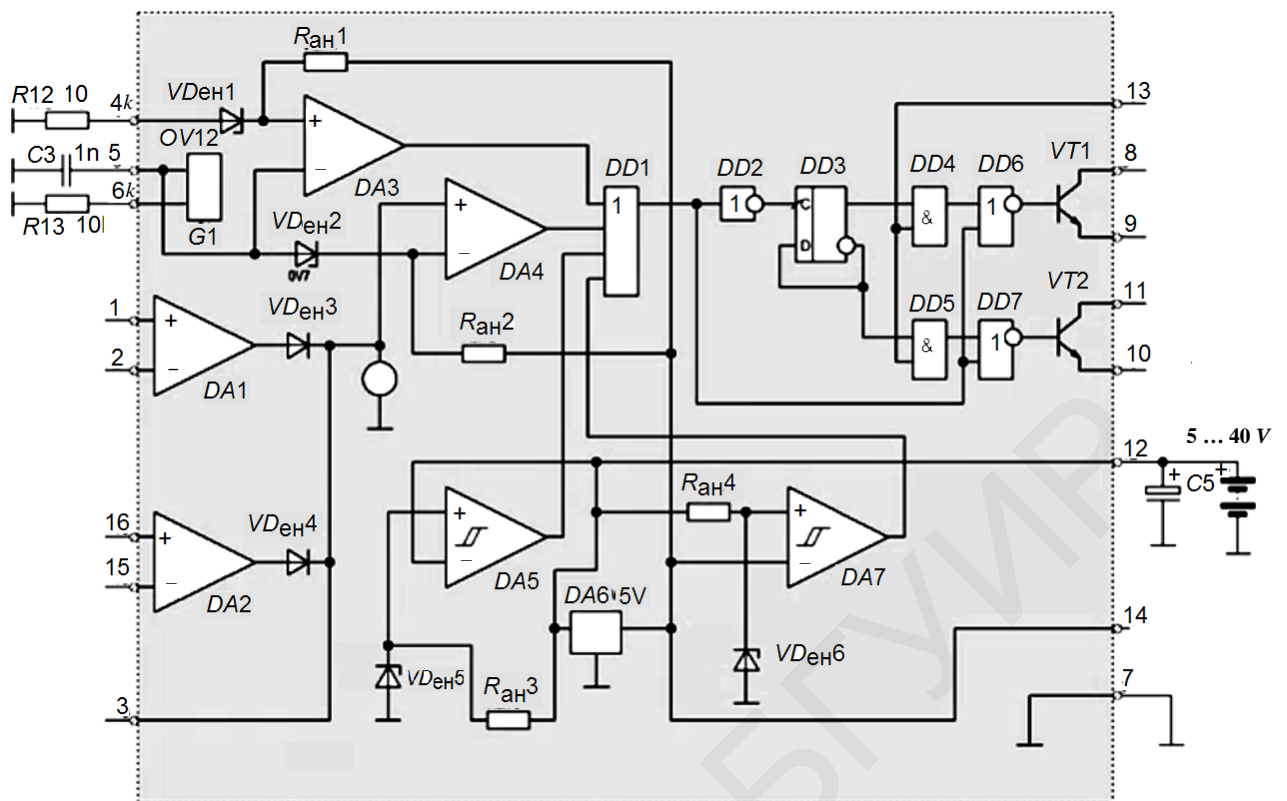 Rан1
R12 10
4k
VDен1
+
−
DA3
OV12
C3
1n
5
6k
R13
10
G1
VDен2
0V7
+
−
DA4
DD1
1
DD2
1
DD3
C
D
DD4
&
DD6
1
VT1
13
8
9
1
2
+
−
DA1
VDен3
Rан2
DD5
&
DD7
1
VT2
11
10
5 … 40 V
12
+
C5
+
16
15
+
−
DA2
VDен4
+
−
DA5
Rан4
+
−
DA7
DA6
5V
14
VDен5
Rан3
VDен6
7
3
БГУИР